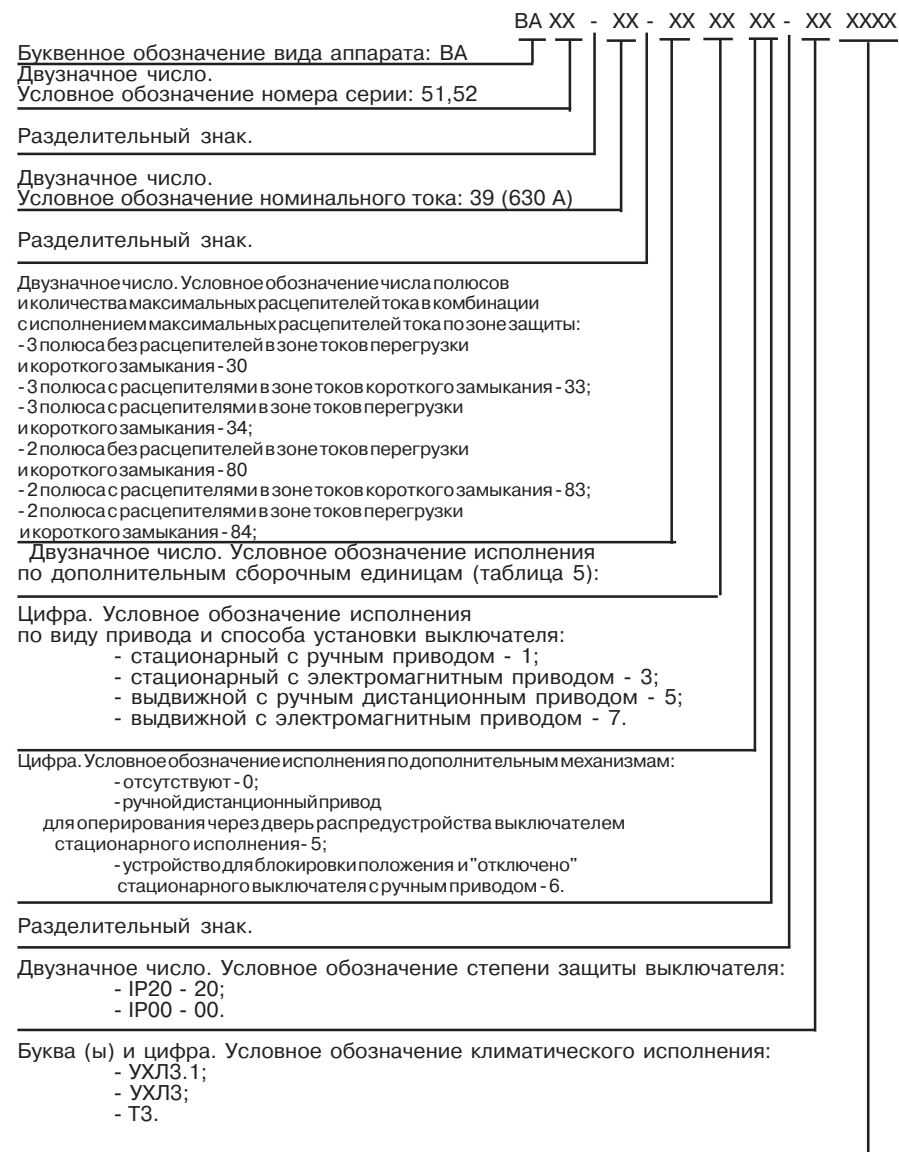 ВА ХХ - ХХ - ХХ ХХ ХХ - ХХ ХХХХ
Буквенное обозначение вида аппарата: ВА
Двузначное число.
Условное обозначение номера серии: 51,52
Разделительный знак.
Двузначное число.
Условное обозначение номинального тока: 39 (630 А)
Разделительный знак.
Двузначное число. Условное обозначение числа полюсов
и количества максимальных расцепителей тока в комбинации
с исполнением максимальных расцепителей тока по зоне защиты:
- 3 полюса без расцепителей в зоне токов перегрузки
и короткого замыкания - 30
- 3 полюса с расцепителями в зоне токов короткого замыкания - 33;
- 3 полюса с расцепителями в зоне токов перегрузки
и короткого замыкания - 34;
- 2 полюса без расцепителей в зоне токов перегрузки
и короткого замыкания - 80
- 2 полюса с расцепителями в зоне токов короткого замыкания - 83;
- 2 полюса с расцепителями в зоне токов перегрузки
и короткого замыкания - 84;
Двузначное число. Условное обозначение исполнения
по дополнительным сборочным единицам (таблица 5):
Цифра. Условное обозначение исполнения
по виду привода и способа установки выключателя:
- стационарный с ручным приводом - 1;
- стационарный с электромагнитным приводом - 3;
- выдвижной с ручным дистанционным приводом - 5;
- выдвижной с электромагнитным приводом - 7.
Цифра. Условное обозначение исполнения по дополнительным механизмам:
- отсутствуют - 0;
- ручной дистанционный привод
для оперирования через дверь распредустройства выключателем
стационарного исполнения - 5;
- устройство для блокировки положения и "отключено"
стационарного выключателя с ручным приводом - 6.
Разделительный знак.
Двузначное число. Условное обозначение степени защиты выключателя:
- IP20 - 20;
- IP00 - 00.
Буква (ы) и цифра. Условное обозначение климатического исполнения:
- УХЛ3.1;
- УХЛ3;
- Т3.